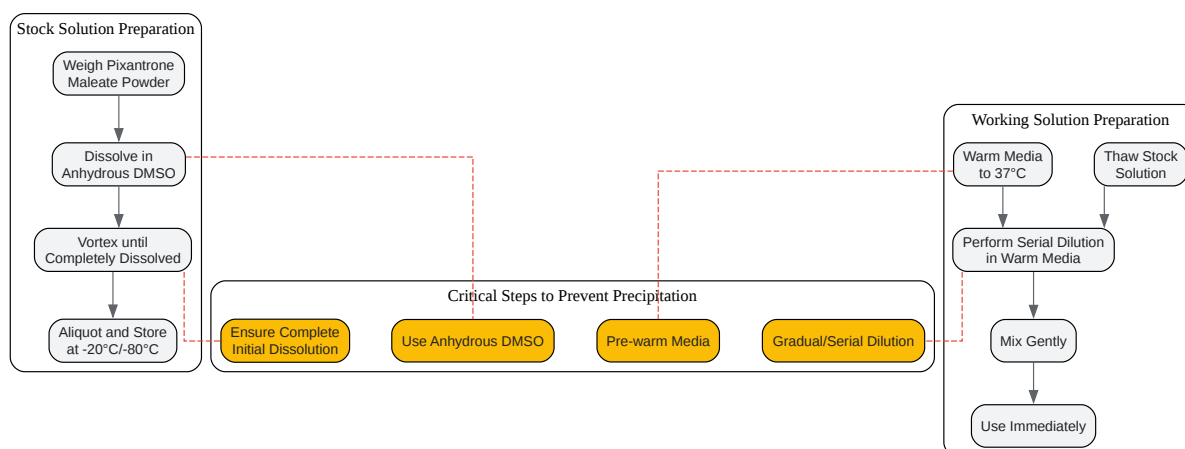 Stock Solution Preparation
Weigh Pixantrone
Maleate Powder
Dissolve in
Anhydrous DMSO
Vortex until
Completely Dissolved
Aliquot and Store
at -20°C/-80°C
Critical Steps to Prevent Precipitation
Ensure Complete
Initial Dissolution
Use Anhydrous DMSO
Pre-warm Media
Gradual/Serial Dilution
Working Solution Preparation
Warm Media
to 37°C
Thaw Stock
Solution
Perform Serial Dilution
in Warm Media
Mix Gently
Use Immediately